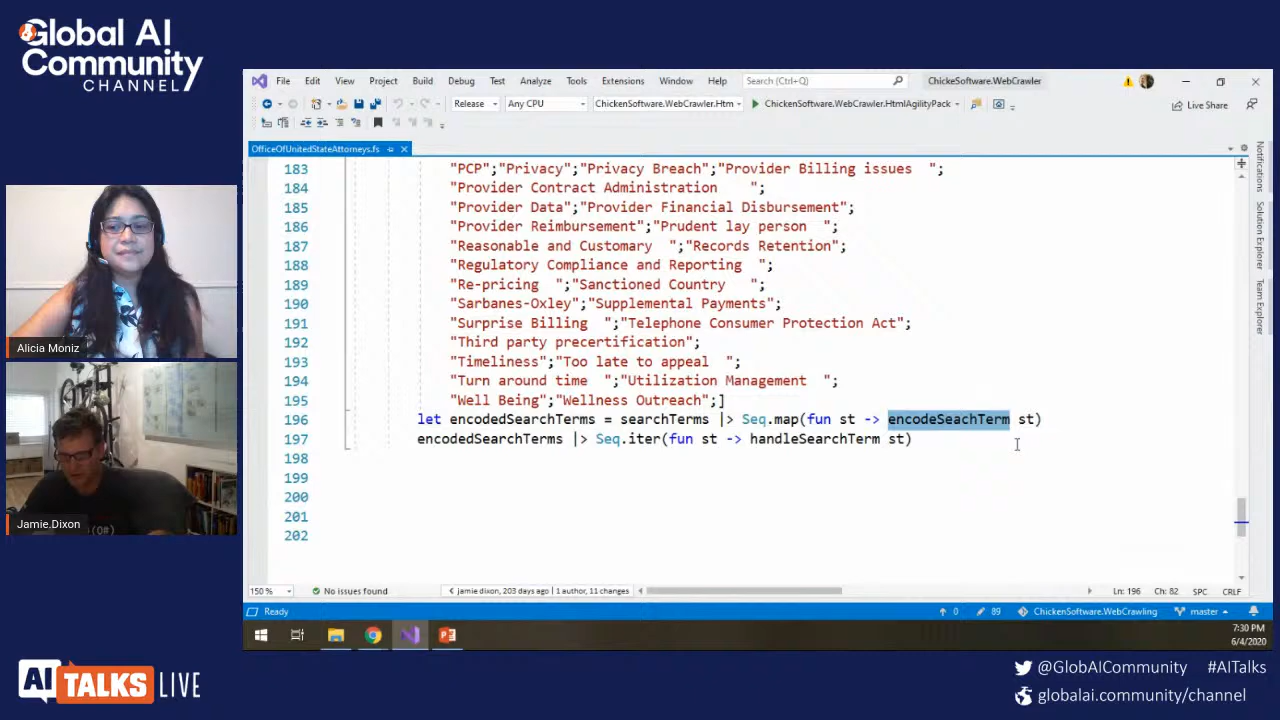 Global AI
Community
CHANNEL
File Edit View Project Build Debug Test Analyze Tools Extensions Window Help Search (Ctrl+Q) ChickeSoftware.WebCrawler
Release Any CPU ChickenSoftware.WebCrawler.Htm ChickenSoftware.WebCrawler.HtmlAgilityPack Live Share
OfficeOfUnitedStateAttorneys.fs
183 "PCP";"Privacy";"Privacy Breach";"Provider Billing issues  ";
184 "Provider Contract Administration    ";
185 "Provider Data";"Provider Financial Disbursement";
186 "Provider Reimbursement";"Prudent lay person  ";
187 "Reasonable and Customary  ";"Records Retention";
188 "Regulatory Compliance and Reporting  ";
189 "Re-pricing  ";"Sanctioned Country   ";
190 "Sarbanes-Oxley";"Supplemental Payments";
191 "Surprise Billing  ";"Telephone Consumer Protection Act";
192 "Third party precertification";
193 "Timeliness";"Too late to appeal  ";
194 "Turn around time  ";"Utilization Management  ";
195 "Well Being";"Wellness Outreach";]
196 let encodedSearchTerms = searchTerms |> Seq.map(fun st -> encodeSeachTerm st)
197 encodedSearchTerms |> Seq.iter(fun st -> handleSearchTerm st)
198
199
200
201
202
Notifications
Solution Explorer
Team Explorer
150 % No issues found jamie dixon, 203 days ago | 1 author, 11 changes Ln: 196 Ch: 82 SPC CRLF
Ready 0 89 ChickenSoftware.WebCrawling master
7:30 PM
6/4/2020
Alicia Moniz
Jamie.Dixon
(Q#)
AI TALKS LIVE
@GlobAICommunity #AITalks
globalai.community/channel